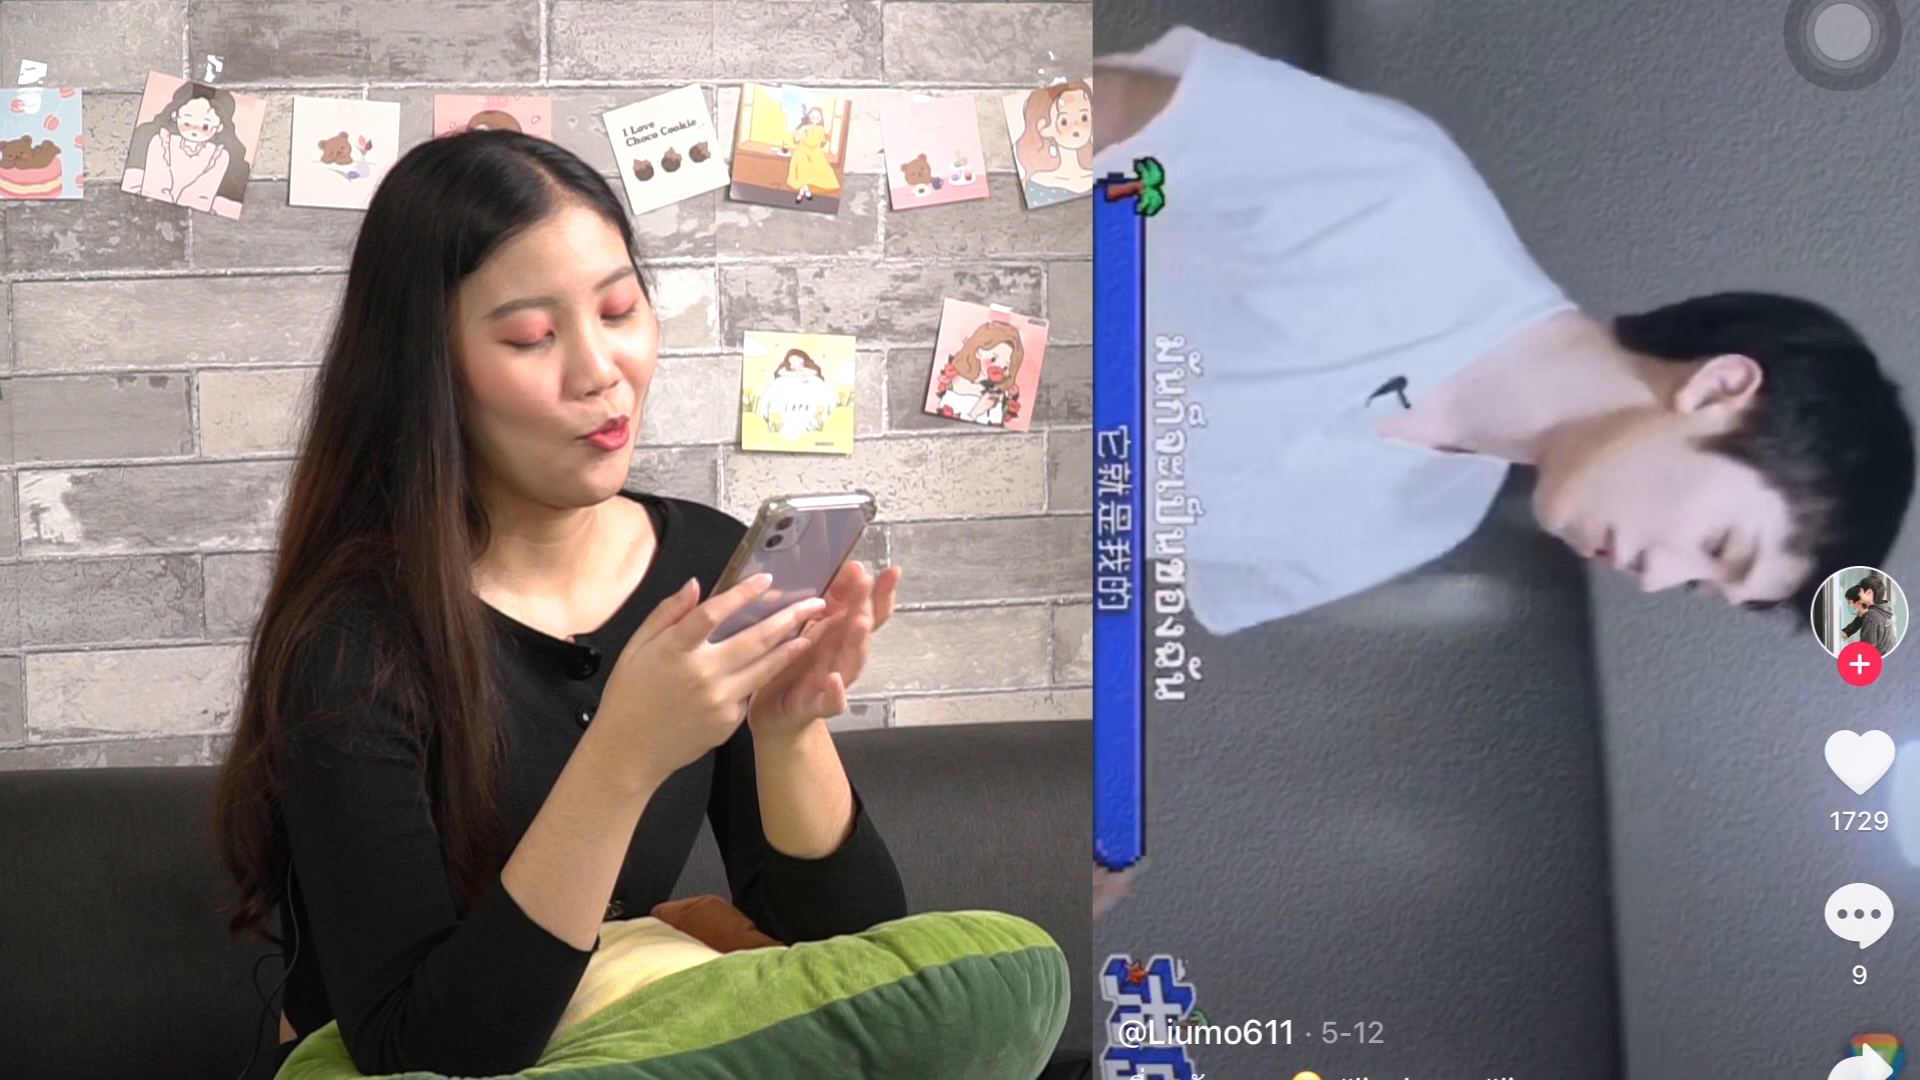 I Love
Choco Cookie
มันก็จะเป็นของฉัน
它就是我的
1729
9
@Liumo611 · 5-12